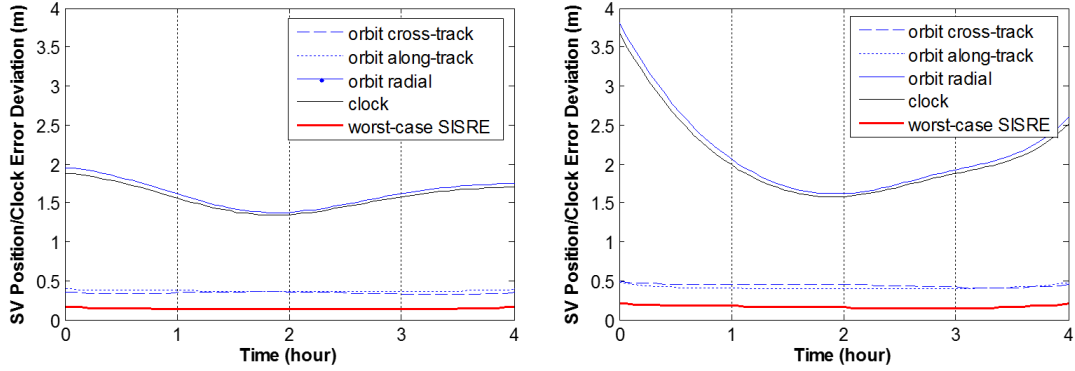 SV Position/Clock Error Deviation (m)
4
3.5
3
2.5
2
1.5
1
0.5
0
orbit cross-track
orbit along-track
orbit radial
clock
worst-case SISRE
0
1
2
3
4
Time (hour)
SV Position/Clock Error Deviation (m)
4
3.5
3
2.5
2
1.5
1
0.5
0
orbit cross-track
orbit along-track
orbit radial
clock
worst-case SISRE
0
1
2
3
4
Time (hour)